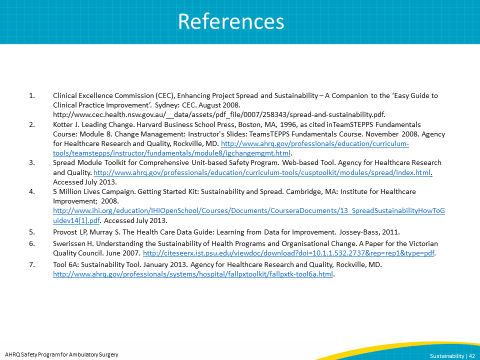 References
1. Clinical Excellence Commission (CEC), Enhancing Project Spread and Sustainability – A Companion to the ‘Easy Guide to
Clinical Practice Improvement’. Sydney: CEC. August 2008.
http://www.cec.health.nsw.gov.au/__data/assets/pdf_file/0007/258343/spread-and-sustainability.pdf.
2. Kotter J. Leading Change. Harvard Business School Press, Boston, MA, 1996, as cited inTeamSTEPPS Fundamentals
Course: Module 8. Change Management: Instructor's Slides: TeamsTEPPS Fundamentals Course. November 2008. Agency
for Healthcare Research and Quality, Rockville, MD. http://www.ahrq.gov/professionals/education/curriculum-
tools/teamstepps/instructor/fundamentals/module8/igchangemgmt.html.
3. Spread Module Toolkit for Comprehensive Unit-based Safety Program. Web-based Tool. Agency for Healthcare Research
and Quality. http://www.ahrq.gov/professionals/education/curriculum-tools/cusptoolkit/modules/spread/index.html.
Accessed July 2013.
4. 5 Million Lives Campaign. Getting Started Kit: Sustainability and Spread. Cambridge, MA: Institute for Healthcare
Improvement; 2008.
http://www.ihi.org/education/IHIOpenSchool/Courses/Documents/CourseraDocuments/13_SpreadSustainabilityHowToG
uidev14[1].pdf. Accessed July 2013.
5. Provost LP, Murray S. The Health Care Data Guide: Learning from Data for Improvement. Jossey-Bass, 2011.
6. Swerissen H. Understanding the Sustainability of Health Programs and Organisational Change. A Paper for the Victorian
Quality Council. June 2007. http://citeseerx.ist.psu.edu/viewdoc/download?doi=10.1.1.532.2737&rep=rep1&type=pdf.
7. Tool 6A: Sustainability Tool. January 2013. Agency for Healthcare Research and Quality, Rockville, MD.
http://www.ahrq.gov/professionals/systems/hospital/fallpxtoolkit/fallpxtk-tool6a.html.
AHRQ Safety Program for Ambulatory Surgery
Sustainability | 42